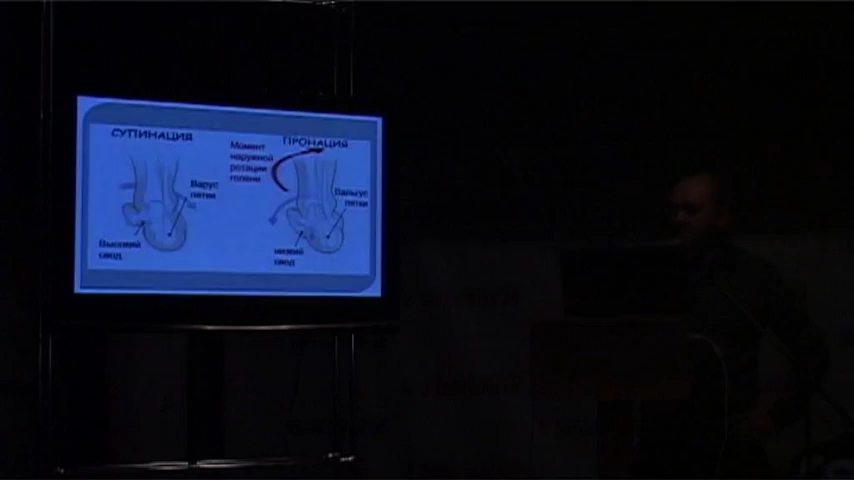 СУПИНАЦИЯ
ПРОНАЦИЯ
Момент
наружной
ротации
голени
Варус
пятки
Вальгус
пятки
Высокий
свод
низкий
свод